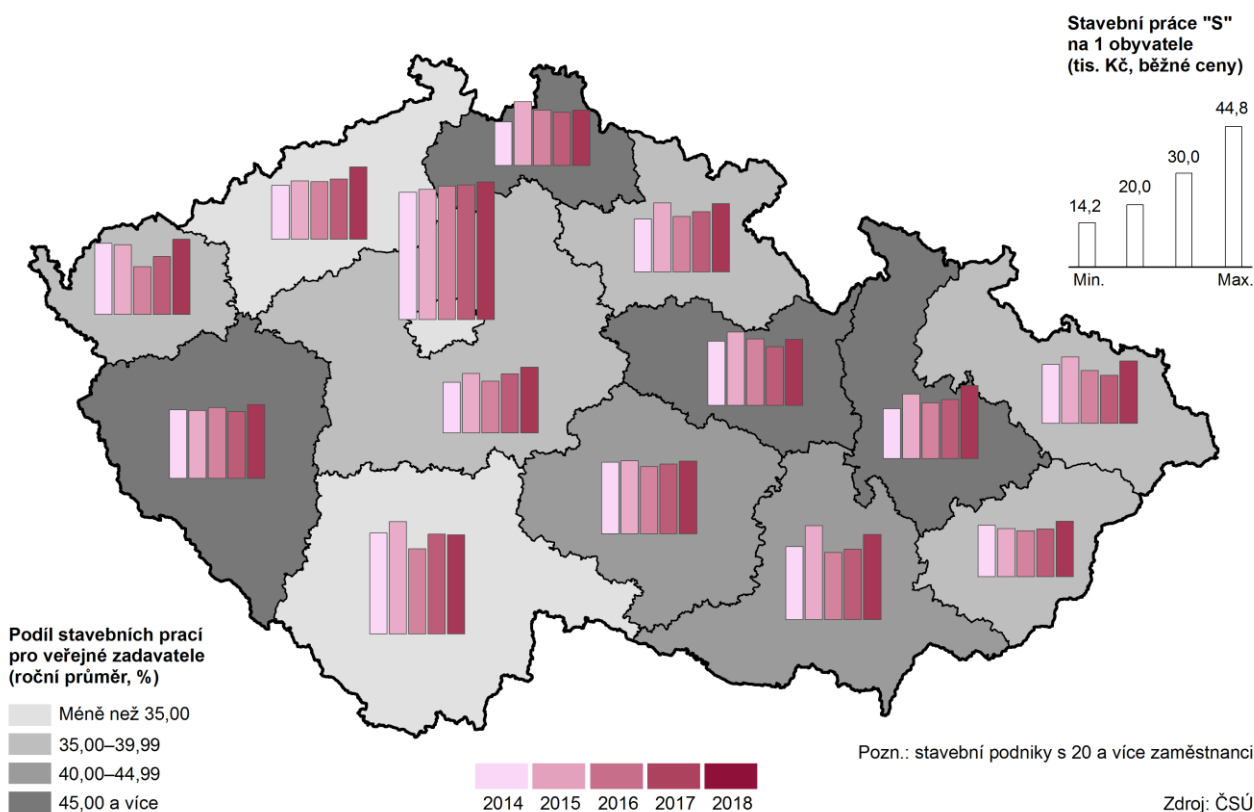 Stavební práce "S"
na 1 obyvatele
(tis. Kč, běžné ceny)
44,8
30,0
20,0
14,2
Min.
Max.
Podíl stavebních prací
pro veřejné zadavatele
(roční průměr, %)
Méně než 35,00
35,00–39,99
40,00–44,99
45,00 a více
2014 2015 2016 2017 2018
Pozn.: stavební podniky s 20 a více zaměstnanci
Zdroj: ČSÚ